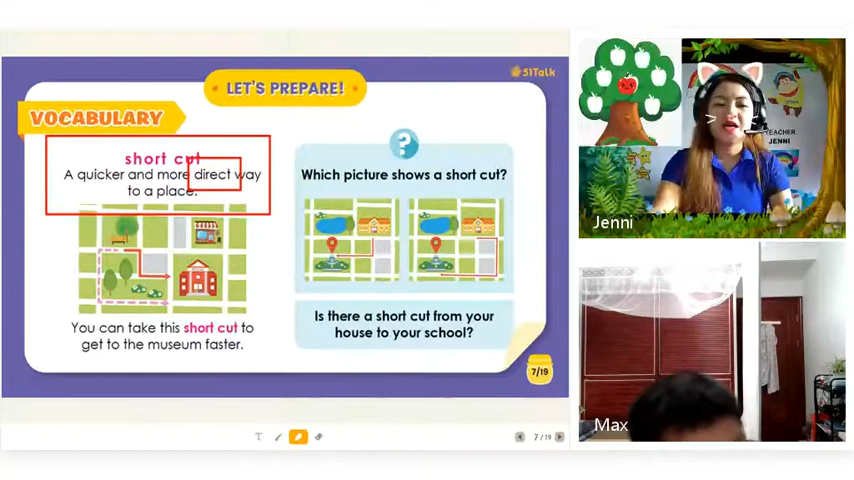 LET'S PREPARE!
51Talk
VOCABULARY
short cut
A quicker and more direct way
to a place.
You can take this short cut to
get to the museum faster.
?
Which picture shows a short cut?
Is there a short cut from your
house to your school?
7/19
T
7 / 19
TEACHER
JENNI
Jenni
Max